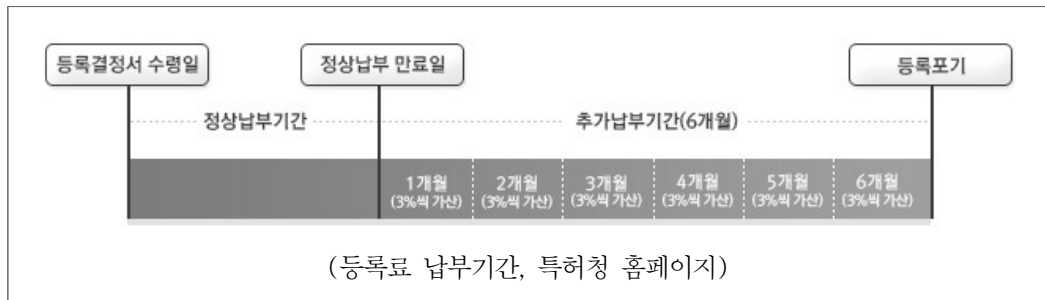 등록결정서 수령일 정상납부 만료일 등록포기
정상납부기간 추가납부기간(6개월)
1개월 2개월 3개월 4개월 5개월 6개월
(3%씩 가산) (3%씩 가산) (3%씩 가산) (3%씩 가산) (3%씩 가산) (3%씩 가산)
(등록료 납부기간, 특허청 홈페이지)